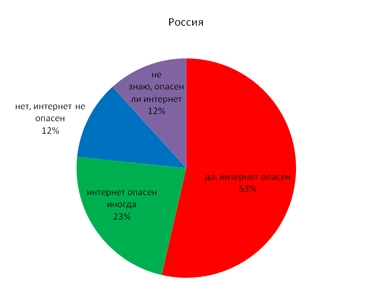 Россия
не
знаю, опасен
ли интернет
12%
нет, интернет не
опасен
12%
да, интернет опасен
53%
интернет опасен
иногда
23%